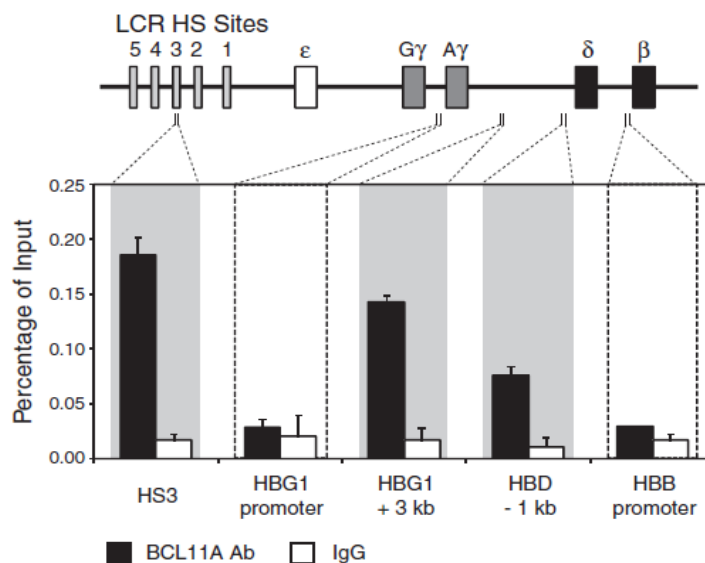 LCR HS Sites
5 4 3 2 1 ε Gγ Aγ δ β
0.25
0.20
0.15
0.10
0.05
0.00
Percentage of Input
HS3
HBG1 promoter
HBG1 + 3 kb
HBD - 1 kb
HBB promoter
BCL11A Ab IgG